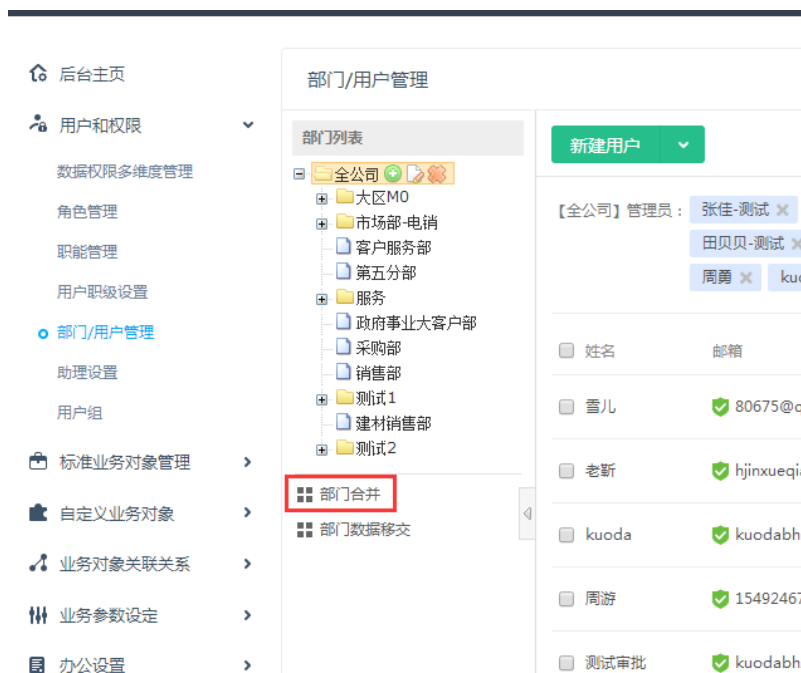 后台主页
用户和权限
数据权限多维度管理
角色管理
职能管理
用户职级设置
部门/用户管理
助理设置
用户组
标准业务对象管理
自定义业务对象
业务对象关联关系
业务参数设定
办公设置
部门/用户管理
部门列表
全公司
大区M0
市场部-电销
客户服务部
第五分部
服务
政府事业大客户部
采购部
销售部
测试1
建材销售部
测试2
部门合并
部门数据移交
新建用户
【全公司】管理员： 张佳-测试
田贝贝-测试
周勇 kuo
姓名 邮箱
雪儿 80675@q
老靳 hjinxueqia
kuoda kuodabh
周游 15492467
测试审批 kuodabh